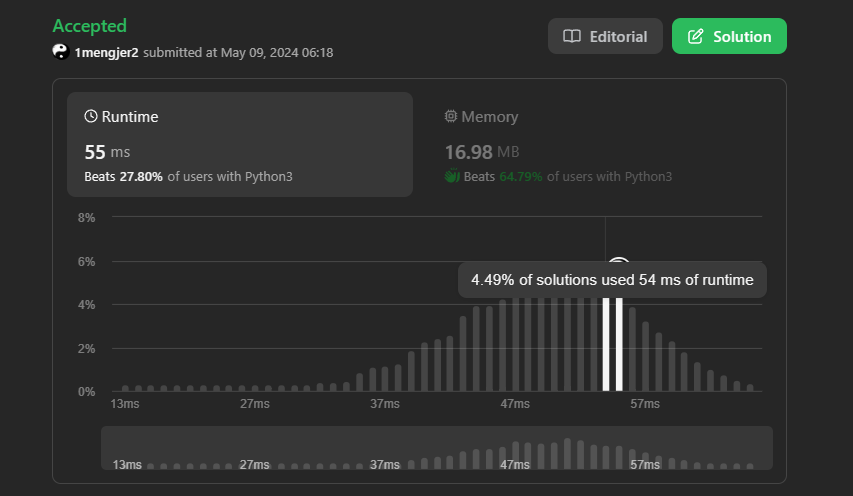 Accepted
1mengjer2 submitted at May 09, 2024 06:18
Editorial
Solution
Runtime
55 ms
Beats 27.80% of users with Python3
Memory
16.98 MB
Beats 64.79% of users with Python3
8%
6%
4%
2%
0%
4.49% of solutions used 54 ms of runtime
13ms 27ms 37ms 47ms 57ms
13ms 27ms 37ms 47ms 57ms